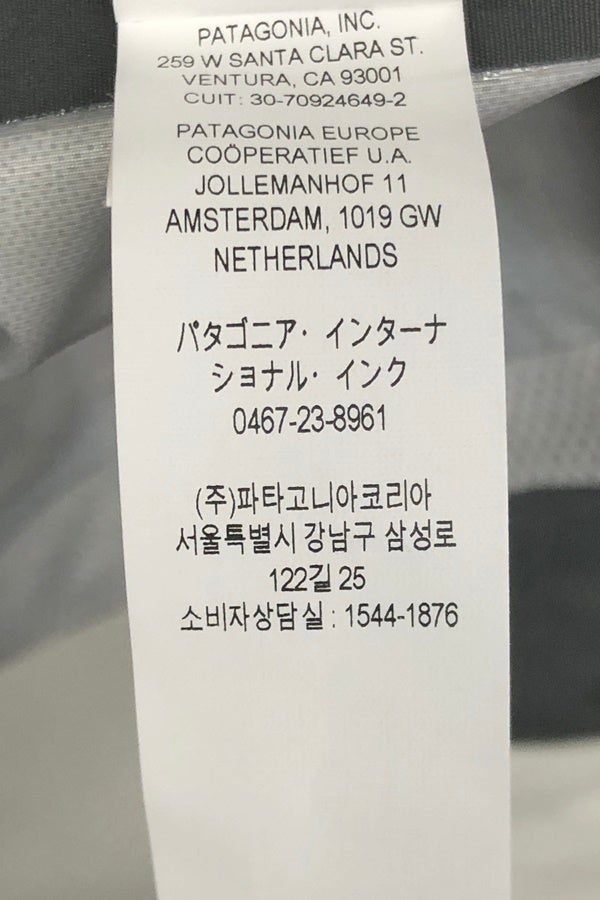 PATAGONIA, INC.
259 W SANTA CLARA ST.
VENTURA, CA 93001
CUIT: 30-70924649-2
PATAGONIA EUROPE
COÖPERATIEF U.A.
JOLLEMANHOF 11
AMSTERDAM, 1019 GW
NETHERLANDS
パタゴニア・インターナ
ショナル・インク
0467-23-8961
(주)파타고니아코리아
서울특별시 강남구 삼성로
122길 25
소비자상담실 : 1544-1876